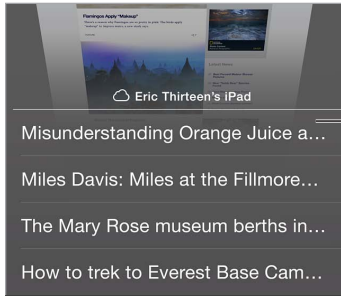 Flamingos Apply "Makeup"
Eric Thirteen's iPad
Misunderstanding Orange Juice a...
Miles Davis: Miles at the Fillmore...
The Mary Rose museum berths in...
How to trek to Everest Base Cam...